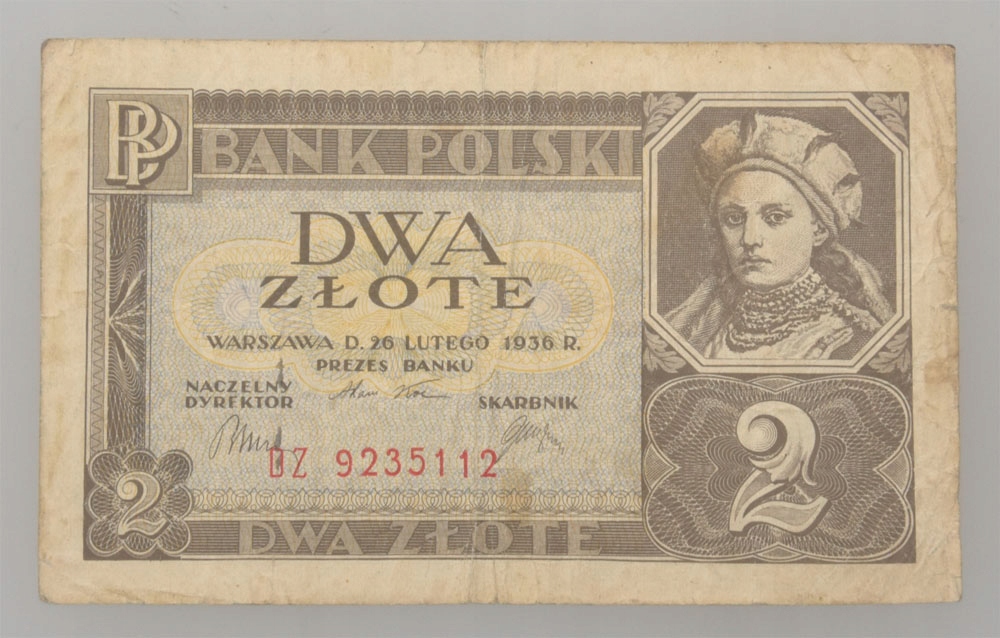 BP
BANK POLSKI
DWA
ZŁOTE
WARSZAWA D. 26 LUTEGO 1936 R.
PREZES BANKU
NACZELNY
DYREKTOR
SKARBNIK
DZ 9235112
2
2
DWA ZŁOTE